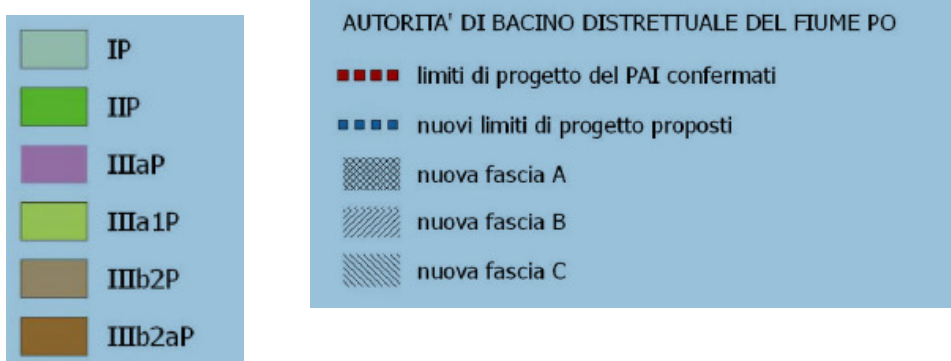 IP
IIP
IIIaP
IIIa1P
IIIb2P
IIIb2aP
AUTORITA' DI BACINO DISTRETTUALE DEL FIUME PO
limiti di progetto del PAI confermati
nuovi limiti di progetto proposti
nuova fascia A
nuova fascia B
nuova fascia C